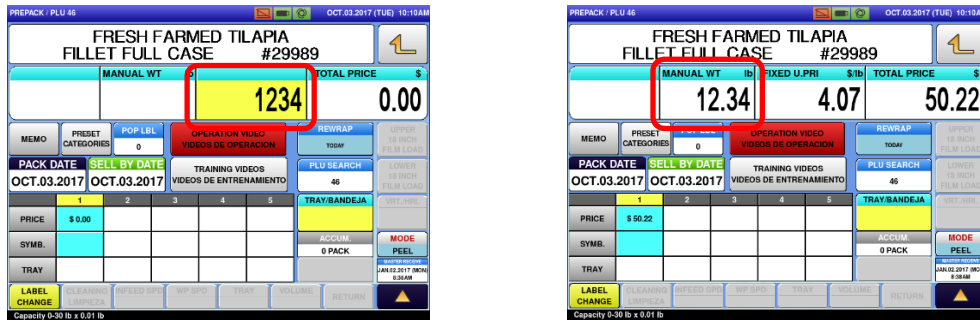 PREPACK / PLU 46
OCT.03.2017 (TUE) 10:10AM
FRESH FARMED TILAPIA
FILLET FULL CASE #29989
MANUAL WT
TOTAL PRICE $
1234
0.00
MEMO
PRESET CATEGORIES
POP LBL
0
OPERATION VIDEO
VIDEOS DE OPERACION
REWRAP
TODAY
UPPER
18 INCH
FILM LOAD
PACK DATE
OCT.03.2017
SELL BY DATE
OCT.03.2017
TRAINING VIDEOS
VIDEOS DE ENTRENAMIENTO
PLU SEARCH
46
LOWER
18 INCH
FILM LOAD
1 2 3 4 5
TRAY/BANDEJA
VRT./HRI.
PRICE $ 0.00
SYMB.
ACCUM.
0 PACK
MODE
PEEL
TRAY
MASTER RECEIVE
JAN.02.2017 (MON)
8:38AM
LABEL CHANGE
CLEANING
LIMPIEZA
INFEED SPD
WP SPD
TRAY
VOLUME
RETURN
Capacity 0-30 lb x 0.01 lb
PREPACK / PLU 46
OCT.03.2017 (TUE) 10:10A
FRESH FARMED TILAPIA
FILLET FULL CASE #29989
MANUAL WT lb
FIXED U.PRI $/lb
TOTAL PRICE $
12.34
4.07
50.22
MEMO
PRESET CATEGORIES
0
OPERATION VIDEO
VIDEOS DE OPERACION
REWRAP
TODAY
UPPER
18 INCH
FILM LOAD
PACK DATE
OCT.03.2017
SELL BY DATE
OCT.03.2017
TRAINING VIDEOS
VIDEOS DE ENTRENAMIENTO
PLU SEARCH
46
LOWER
18 INCH
FILM LOAD
1 2 3 4 5
TRAY/BANDEJA
VRT./HRI.
PRICE $ 50.22
SYMB.
ACCUM.
0 PACK
MODE
PEEL
TRAY
MASTER RECEIVE
JAN.02.2017 (MO
8:38AM
LABEL CHANGE
CLEANING
LIMPIEZA
INFEED SPD
WP SPD
TRAY
VOLUME
RETURN
Capacity 0-30 lb x 0.01 lb